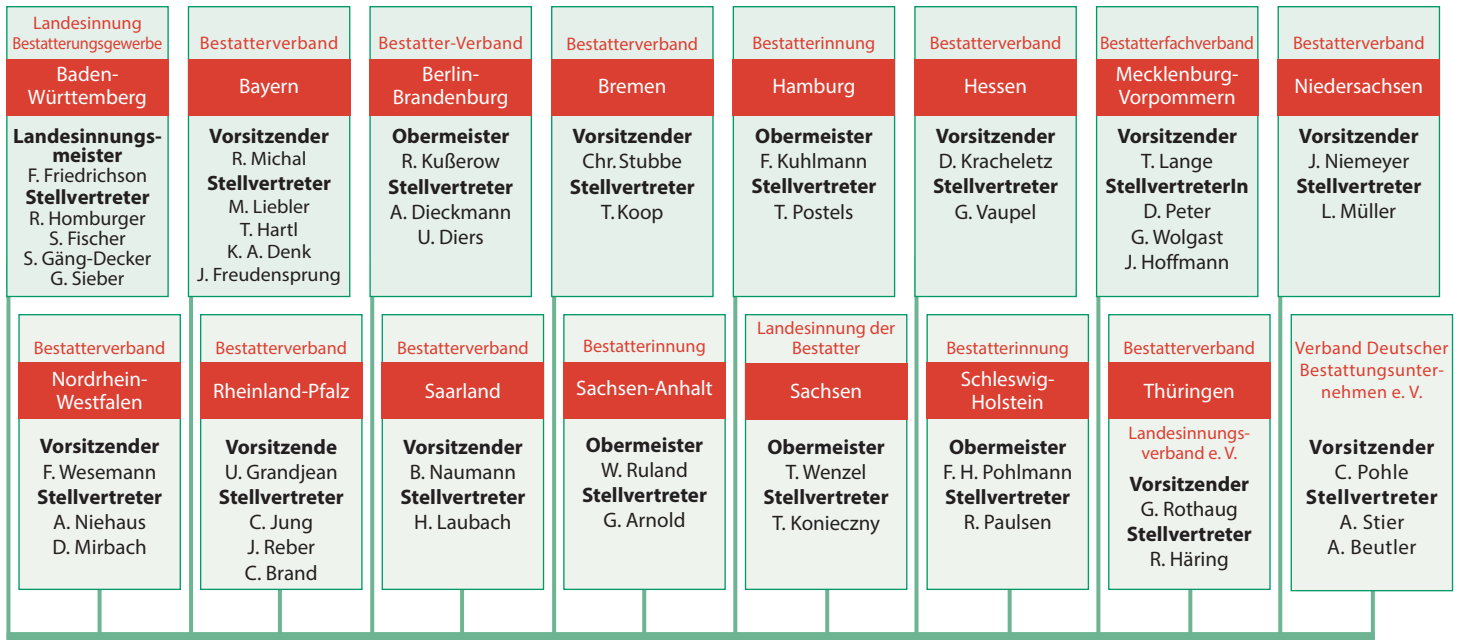 Landesinnung
Bestatterungsgewerbe
Baden-
Württemberg
Landesinnungs-
meister
F. Friedrichson
Stellvertreter
R. Homburger
S. Fischer
S. Gäng-Decker
G. Sieber
Bestatterverband
Bayern
Vorsitzender
R. Michal
Stellvertreter
M. Liebler
T. Hartl
K. A. Denk
J. Freudensprung
Bestatter-Verband
Berlin-
Brandenburg
Obermeister
R. Kußerow
Stellvertreter
A. Dieckmann
U. Diers
Bestatterverband
Bremen
Vorsitzender
Chr. Stubbe
Stellvertreter
T. Koop
Bestatterinnung
Hamburg
Obermeister
F. Kuhlmann
Stellvertreter
T. Postels
Bestatterverband
Hessen
Vorsitzender
D. Kracheletz
Stellvertreter
G. Vaupel
Bestatterfachverband
Mecklenburg-
Vorpommern
Vorsitzender
T. Lange
StellvertreterIn
D. Peter
G. Wolgast
J. Hoffmann
Bestatterverband
Niedersachsen
Vorsitzender
J. Niemeyer
Stellvertreter
L. Müller
Bestatterverband
Nordrhein-
Westfalen
Vorsitzender
F. Wesemann
Stellvertreter
A. Niehaus
D. Mirbach
Bestatterverband
Rheinland-Pfalz
Vorsitzende
U. Grandjean
Stellvertreter
C. Jung
J. Reber
C. Brand
Bestatterverband
Saarland
Vorsitzender
B. Naumann
Stellvertreter
H. Laubach
Bestatterinnung
Sachsen-Anhalt
Obermeister
W. Ruland
Stellvertreter
G. Arnold
Landesinnung der
Bestatter
Sachsen
Obermeister
T. Wenzel
Stellvertreter
T. Konieczny
Bestatterinnung
Schleswig-
Holstein
Obermeister
F. H. Pohlmann
Stellvertreter
R. Paulsen
Bestatterverband
Thüringen
Landesinnungs-
verband e. V.
Vorsitzender
G. Rothaug
Stellvertreter
R. Häring
Verband Deutscher
Bestattungsunter-
nehmen e. V.
Vorsitzender
C. Pohle
Stellvertreter
A. Stier
A. Beutler